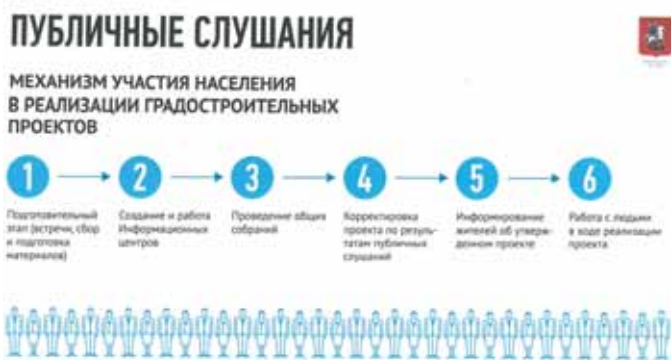 ПУБЛИЧНЫЕ СЛУШАНИЯ
МЕХАНИЗМ УЧАСТИЯ НАСЕЛЕНИЯ
В РЕАЛИЗАЦИИ ГРАДОСТРОИТЕЛЬНЫХ
ПРОЕКТОВ
1
2
3
4
5
6
Подготовительный
этап (встречи, сбор
и подготовка
материалов)
Создание и работа
Информационных
центров
Проведение общих
собраний
Корректировка
проекта по резуль-
татам публичных
слушаний
Информирование
жителей об утверж-
денном проекте
Работа с людьми
в ходе реализации
проекта